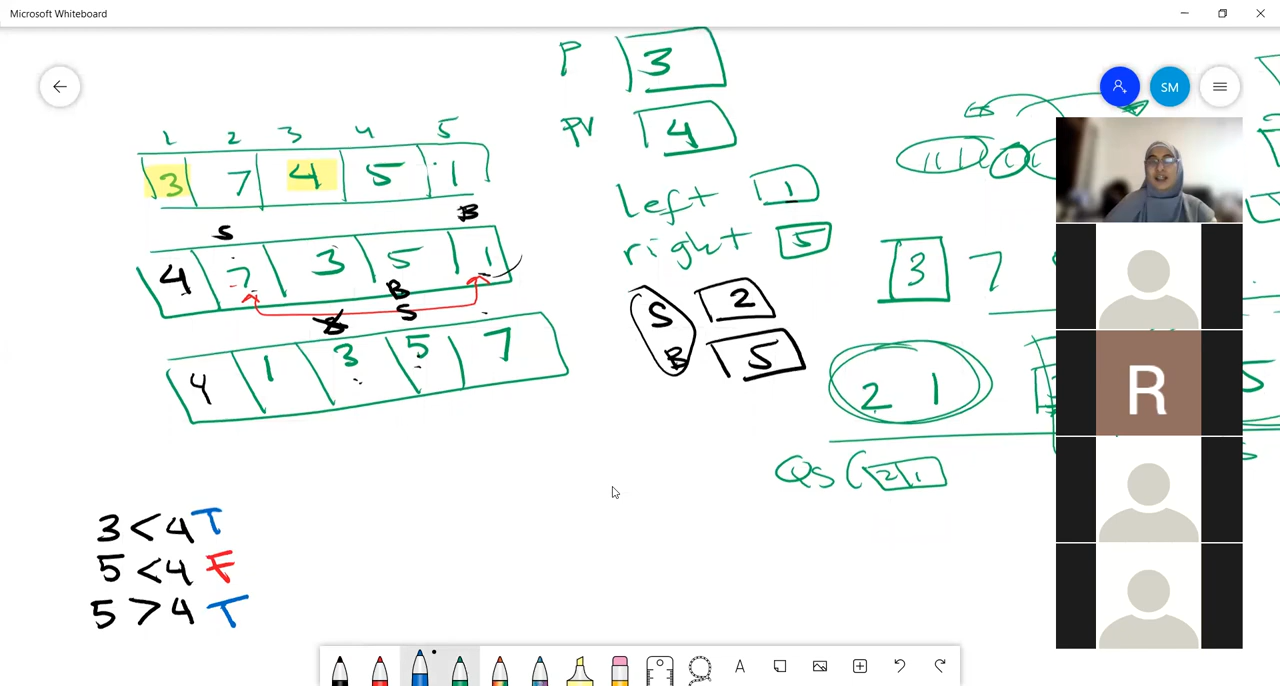 Microsoft Whiteboard
SM
1 2 3 4 5
3 7 4 5 1
S B
4 7 3 5 1
B
S
4 1 3 5 7
P 3
PV 4
left 1
right 5
S 2
B 5
3 7
2 1
5
QS ( 2 1
R
3 < 4 T
5 < 4 F
5 > 4 T
A